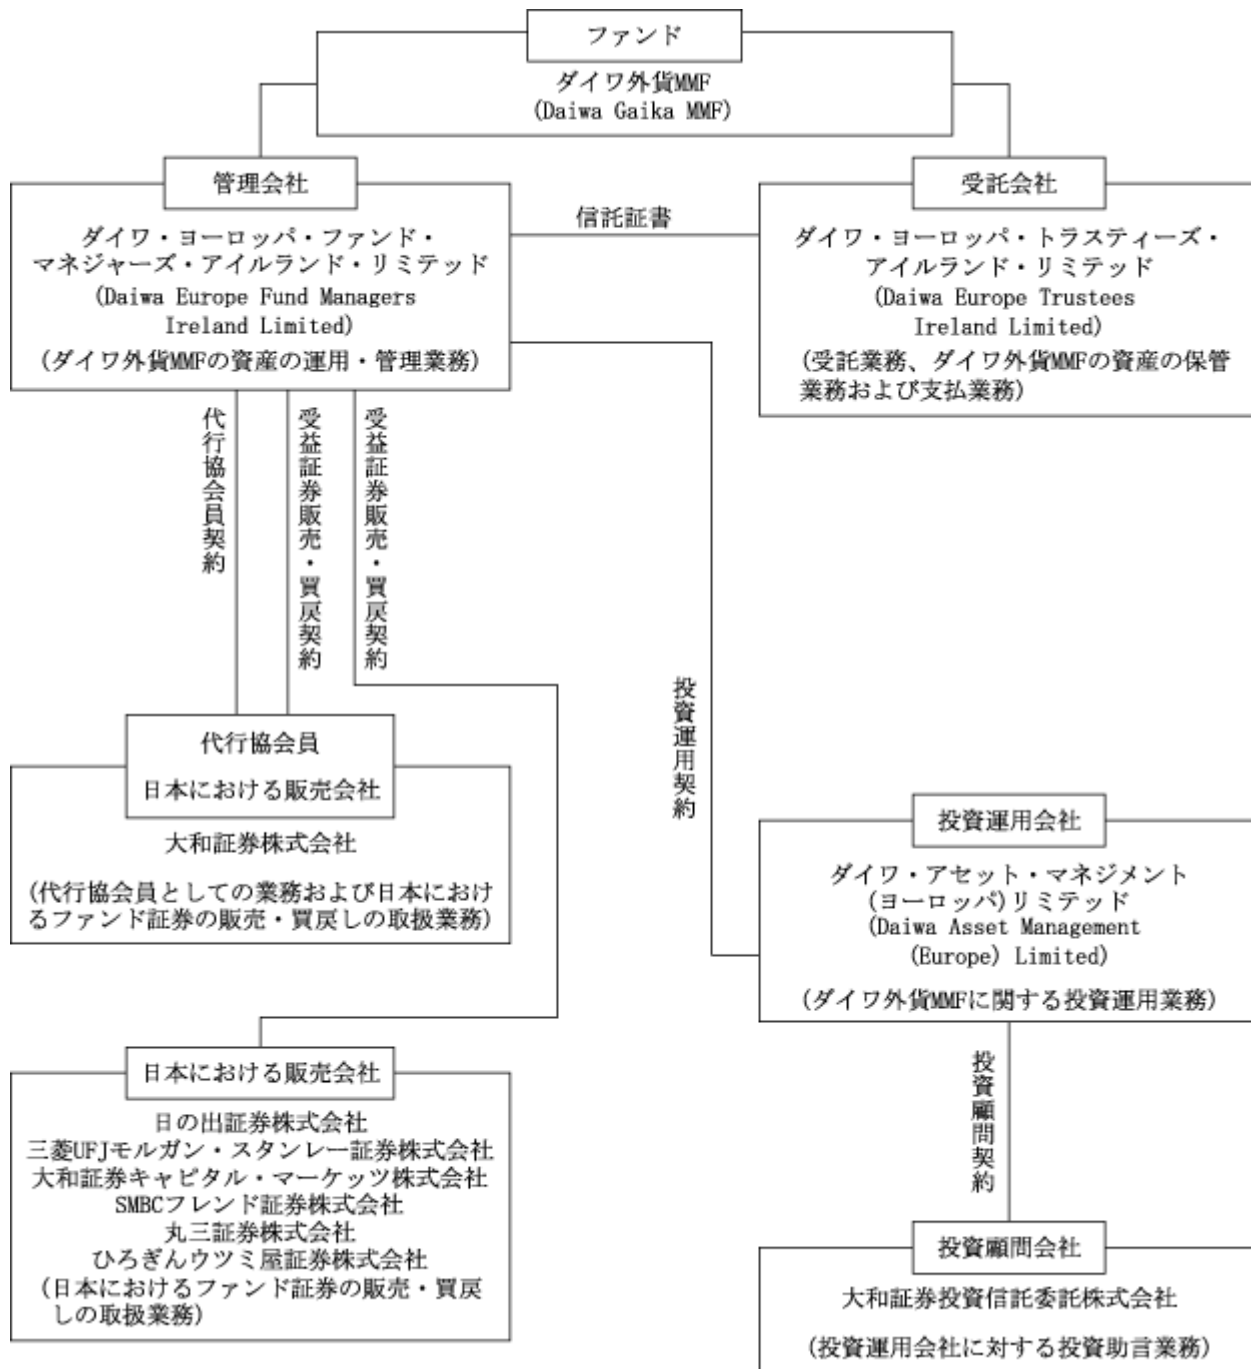 ファンド
ダイワ外貨MMF
(Daiwa Gaika MMF)
管理会社
ダイワ・ヨーロッパ・ファンド・
マネジャーズ・アイルランド・リミテッド
(Daiwa Europe Fund Managers
Ireland Limited)
(ダイワ外貨MMFの資産の運用・管理業務)
信託証書
受託会社
ダイワ・ヨーロッパ・トラスティーズ・
アイルランド・リミテッド
(Daiwa Europe Trustees
Ireland Limited)
(受託業務、ダイワ外貨MMFの資産の保管
業務および支払業務)
代行協会員契約
受益証券販売・買戻契約
受益証券販売・買戻契約
投資運用契約
代行協会員
日本における販売会社
大和証券株式会社
(代行協会員としての業務および日本におけ
るファンド証券の販売・買戻しの取扱業務)
投資運用会社
ダイワ・アセット・マネジメント
(ヨーロッパ)リミテッド
(Daiwa Asset Management
(Europe) Limited)
(ダイワ外貨MMFに関する投資運用業務)
投資顧問契約
日本における販売会社
日の出証券株式会社
三菱UFJモルガン・スタンレー証券株式会社
大和証券キャピタル・マーケッツ株式会社
SMBCフレンド証券株式会社
丸三証券株式会社
ひろぎんウツミ屋証券株式会社
(日本におけるファンド証券の販売・買戻
しの取扱業務)
投資顧問会社
大和証券投資信託委託株式会社
(投資運用会社に対する投資助言業務)